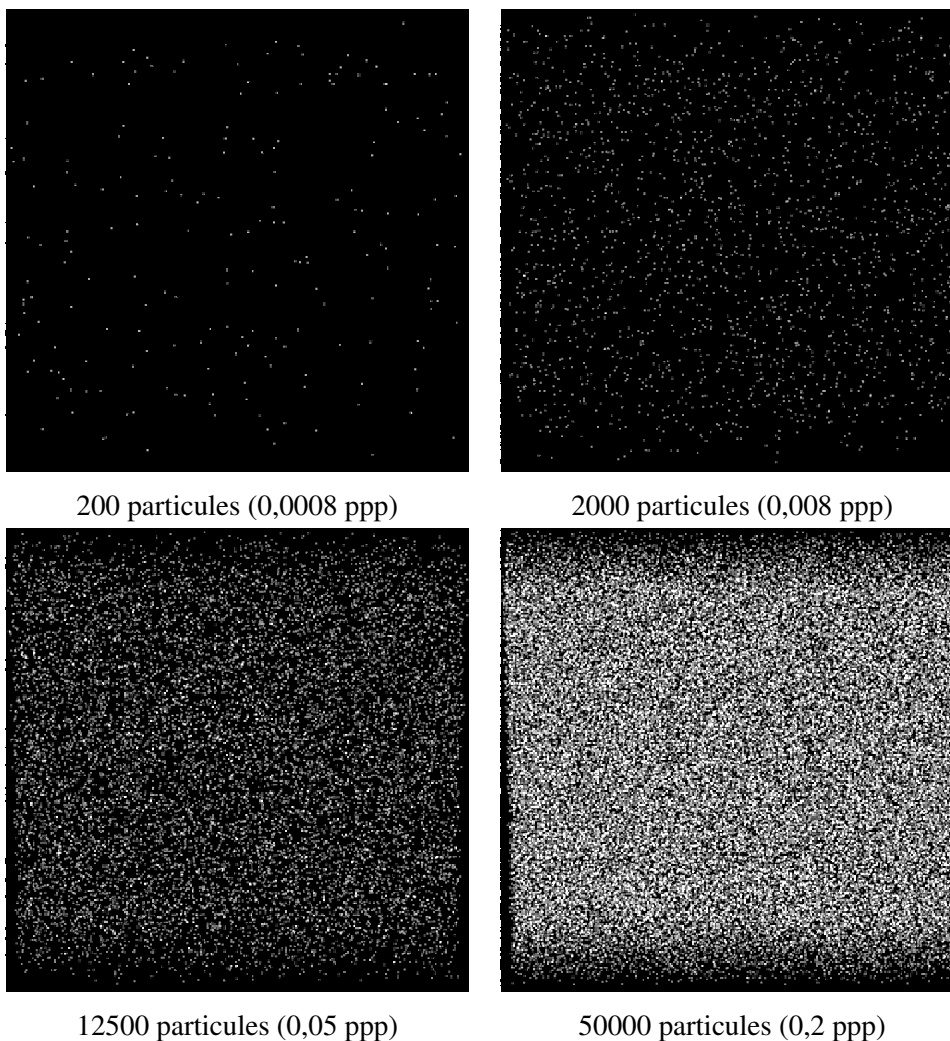 200 particules (0,0008 ppp)
2000 particules (0,008 ppp)
12500 particules (0,05 ppp)
50000 particules (0,2 ppp)